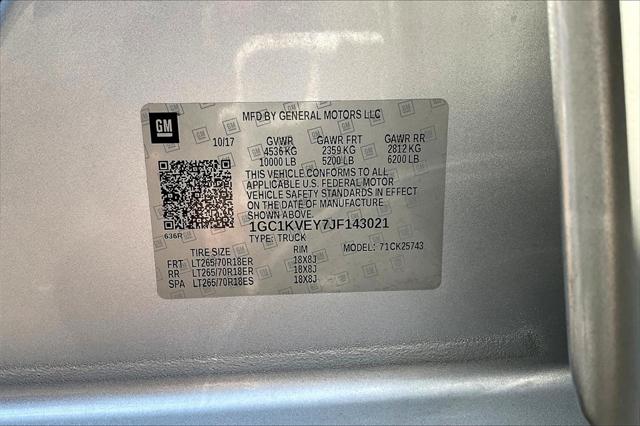 GM
MFD BY GENERAL MOTORS LLC
10/17 GVWR GAWR FRT GAWR RR
4536 KG 2359 KG 2812 KG
10000 LB 5200 LB 6200 LB
THIS VEHICLE CONFORMS TO ALL
APPLICABLE U.S. FEDERAL MOTOR
VEHICLE SAFETY STANDARDS IN EFFECT
ON THE DATE OF MANUFACTURE
SHOWN ABOVE.
636R
1GC1KVEY7JF143021
TYPE: TRUCK
MODEL: 71CK25743
TIRE SIZE RIM
FRT LT265/70R18ER 18X8J
RR LT265/70R18ER 18X8J
SPA LT265/70R18ES 18X8J